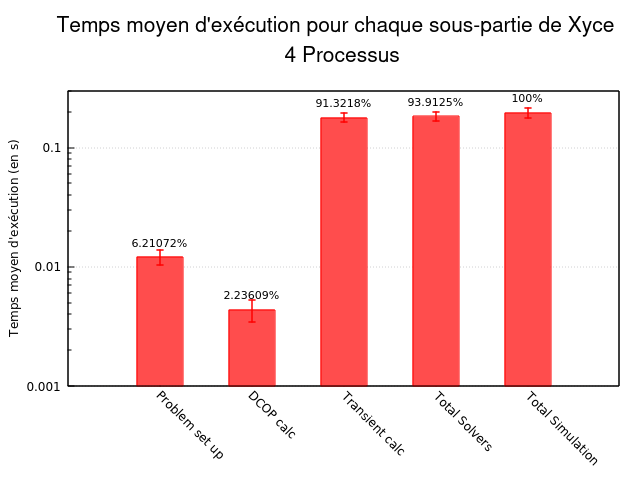 Temps moyen d'exécution pour chaque sous-partie de Xyce
4 Processus
Temps moyen d'exécution (en s)
0.1
0.01
0.001
6.21072%
2.23609%
91.3218%
93.9125%
100%
Problem set up
DCOP calc
Transient calc
Total Solvers
Total Simulation